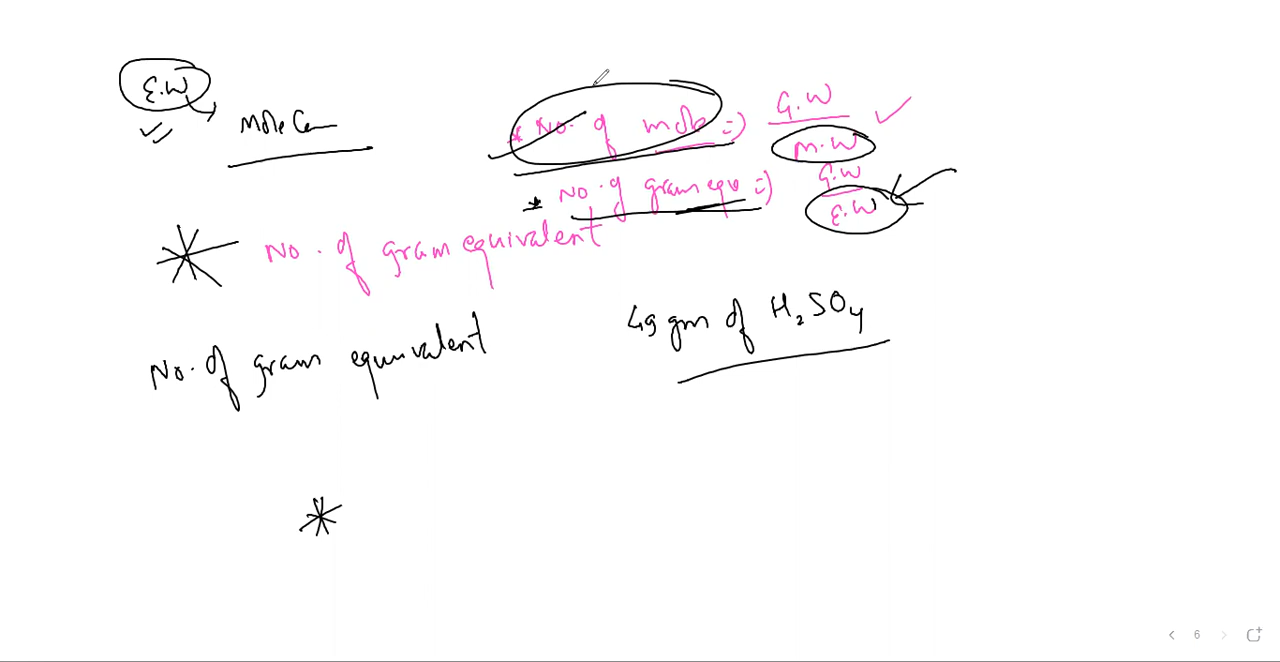 E.W
Mole
* No. of mole => G.W / M.W
* No. of gram equ => G.W / E.W
No. of gram equivalent
49 gm of H₂SO₄
No. of gram equivalent
6